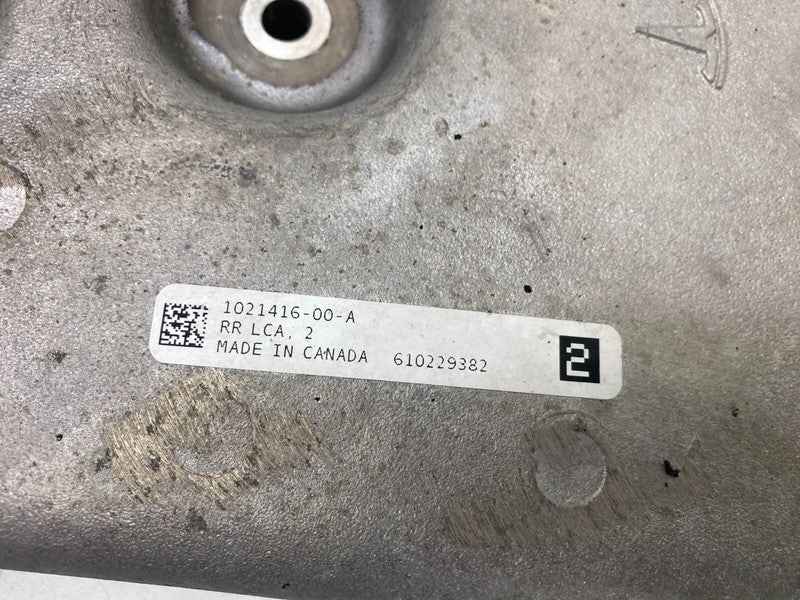 1021416-00-A
RR LCA, 2
MADE IN CANADA 610229382
2